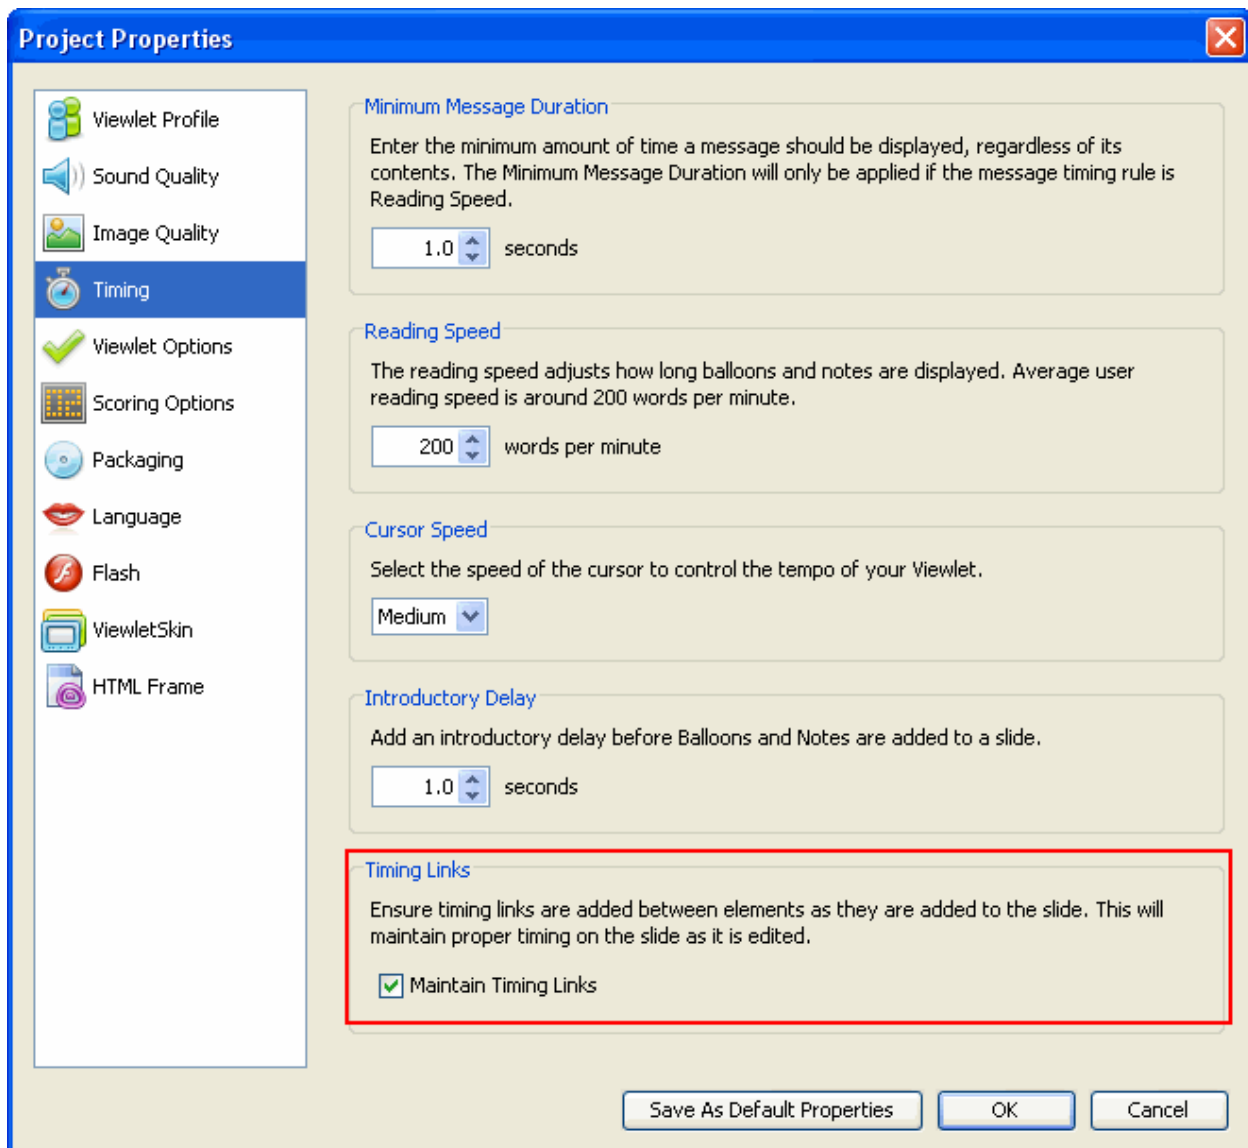 Project Properties
Viewlet Profile
Sound Quality
Image Quality
Timing
Viewlet Options
Scoring Options
Packaging
Language
Flash
ViewletSkin
HTML Frame
Minimum Message Duration
Enter the minimum amount of time a message should be displayed, regardless of its
contents. The Minimum Message Duration will only be applied if the message timing rule is
Reading Speed.
1.0 seconds
Reading Speed
The reading speed adjusts how long balloons and notes are displayed. Average user
reading speed is around 200 words per minute.
200 words per minute
Cursor Speed
Select the speed of the cursor to control the tempo of your Viewlet.
Medium
Introductory Delay
Add an introductory delay before Balloons and Notes are added to a slide.
1.0 seconds
Timing Links
Ensure timing links are added between elements as they are added to the slide. This will
maintain proper timing on the slide as it is edited.
Maintain Timing Links
Save As Default Properties OK Cancel